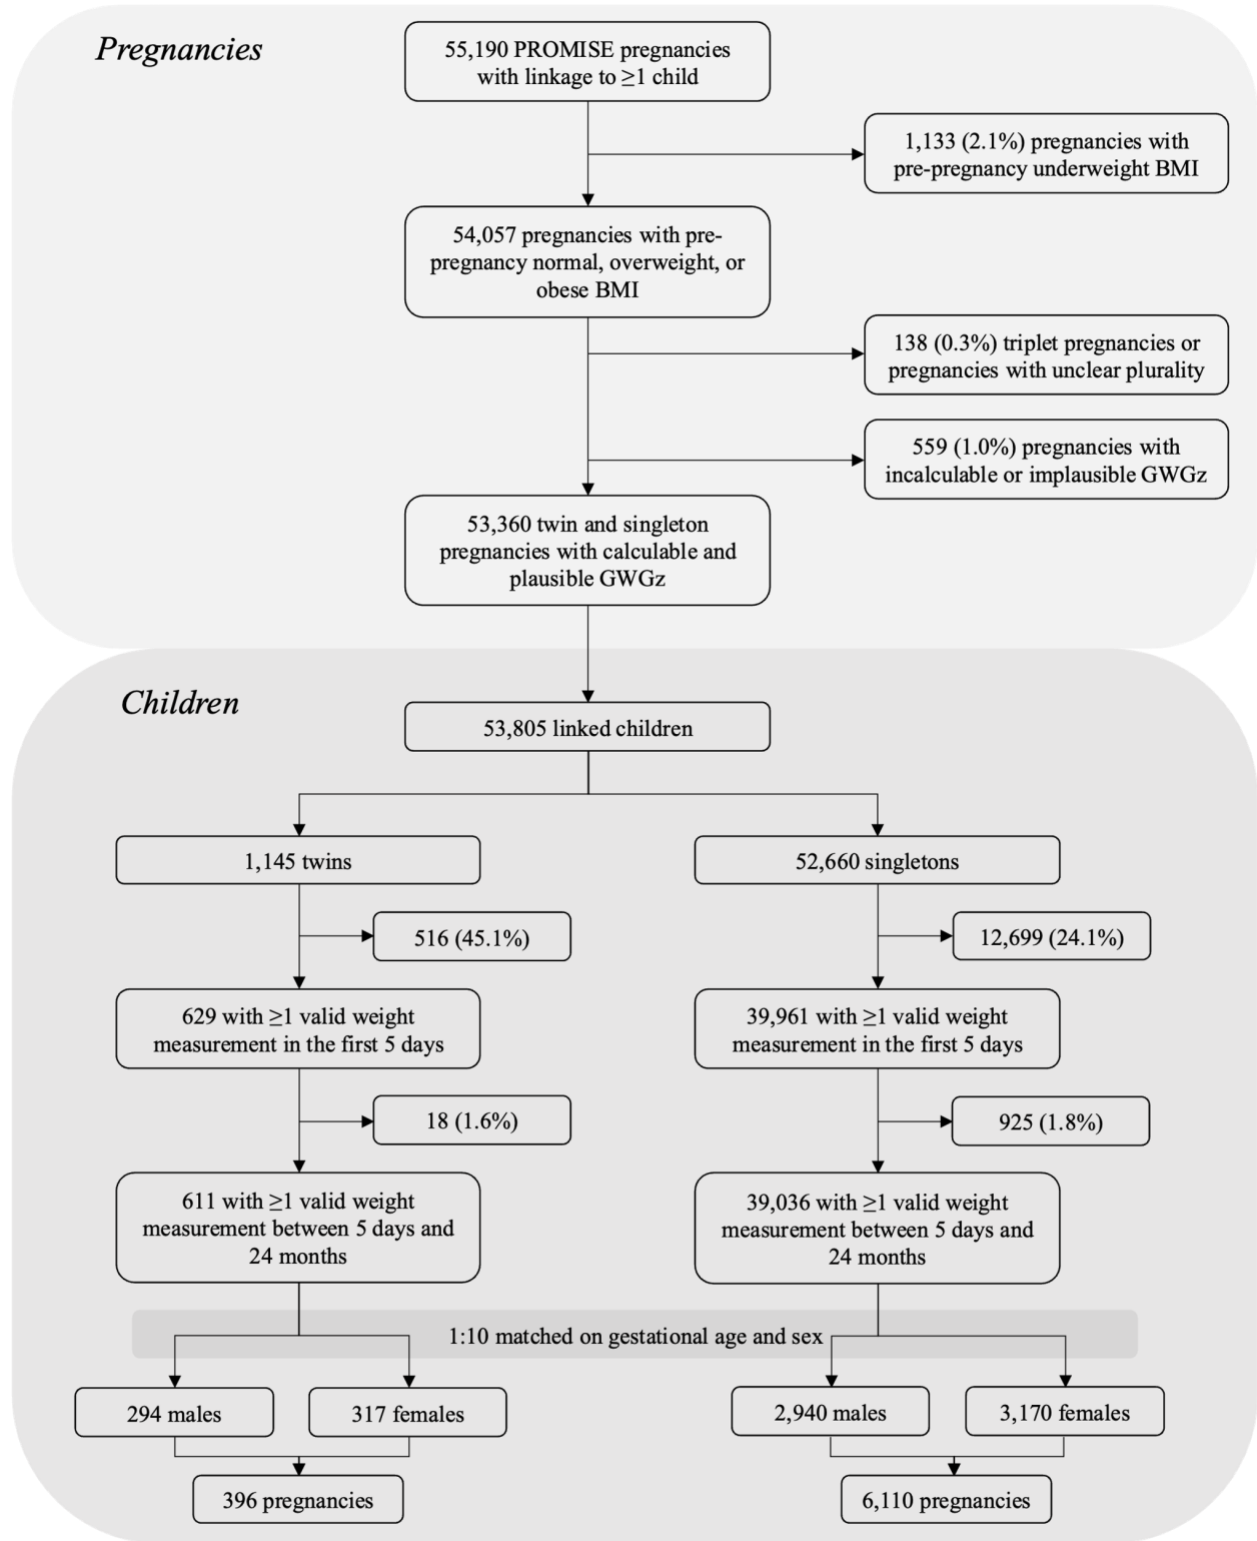 Pregnancies
55,190 PROMISE pregnancies
with linkage to ≥1 child
1,133 (2.1%) pregnancies with
pre-pregnancy underweight BMI
54,057 pregnancies with pre-
pregnancy normal, overweight, or
obese BMI
138 (0.3%) triplet pregnancies or
pregnancies with unclear plurality
559 (1.0%) pregnancies with
incalculable or implausible GWGz
53,360 twin and singleton
pregnancies with calculable and
plausible GWGz
Children
53,805 linked children
1,145 twins
52,660 singletons
516 (45.1%)
12,699 (24.1%)
629 with ≥1 valid weight
measurement in the first 5 days
39,961 with ≥1 valid weight
measurement in the first 5 days
18 (1.6%)
925 (1.8%)
611 with ≥1 valid weight
measurement between 5 days and
24 months
39,036 with ≥1 valid weight
measurement between 5 days and
24 months
1:10 matched on gestational age and sex
294 males
317 females
2,940 males
3,170 females
396 pregnancies
6,110 pregnancies